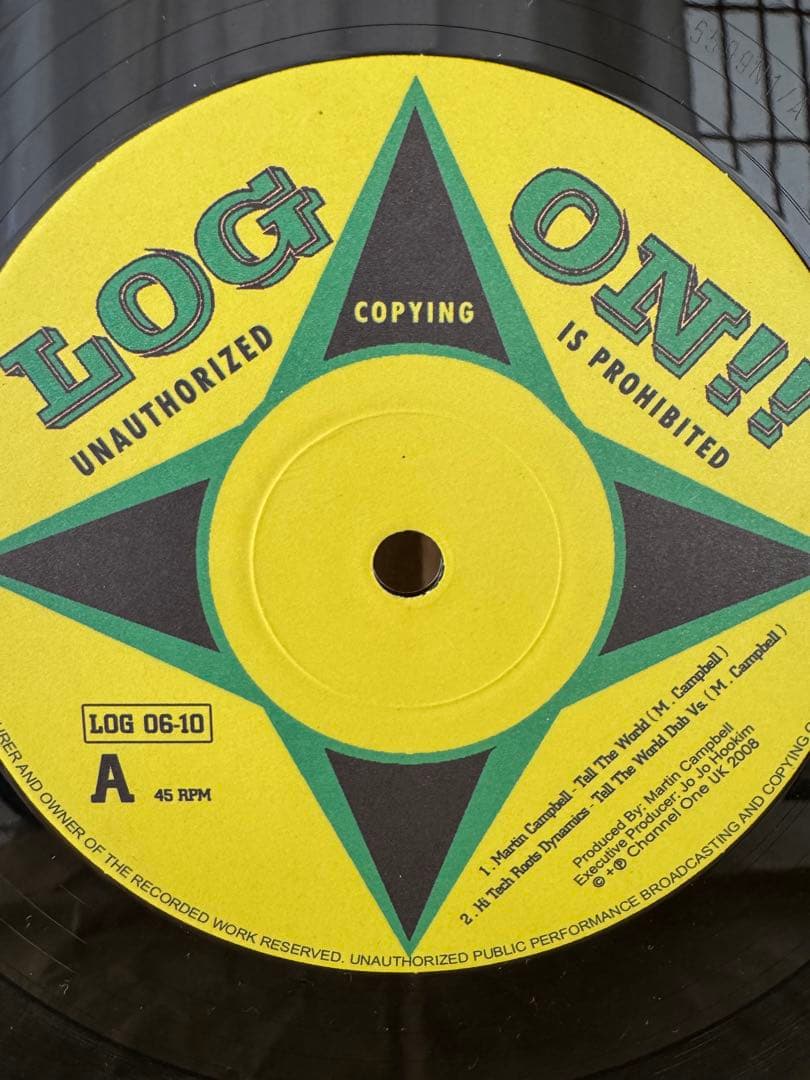 LOG ON!!
UNAUTHORIZED COPYING IS PROHIBITED
LOG 06-10
A 45 RPM
1. Martin Campbell - Tell The World ( M . Campbell )
2. Hi Tech Roots Dynamics - Tell The World Dub Vs. ( M . Campbell )
Produced By: Martin Campbell
Executive Producer: Jo Jo Hookim
© + ℗ Channel One UK 2008
AND OWNER OF THE RECORDED WORK RESERVED. UNAUTHORIZED PUBLIC PERFORMANCE BROADCASTING AND COPYING